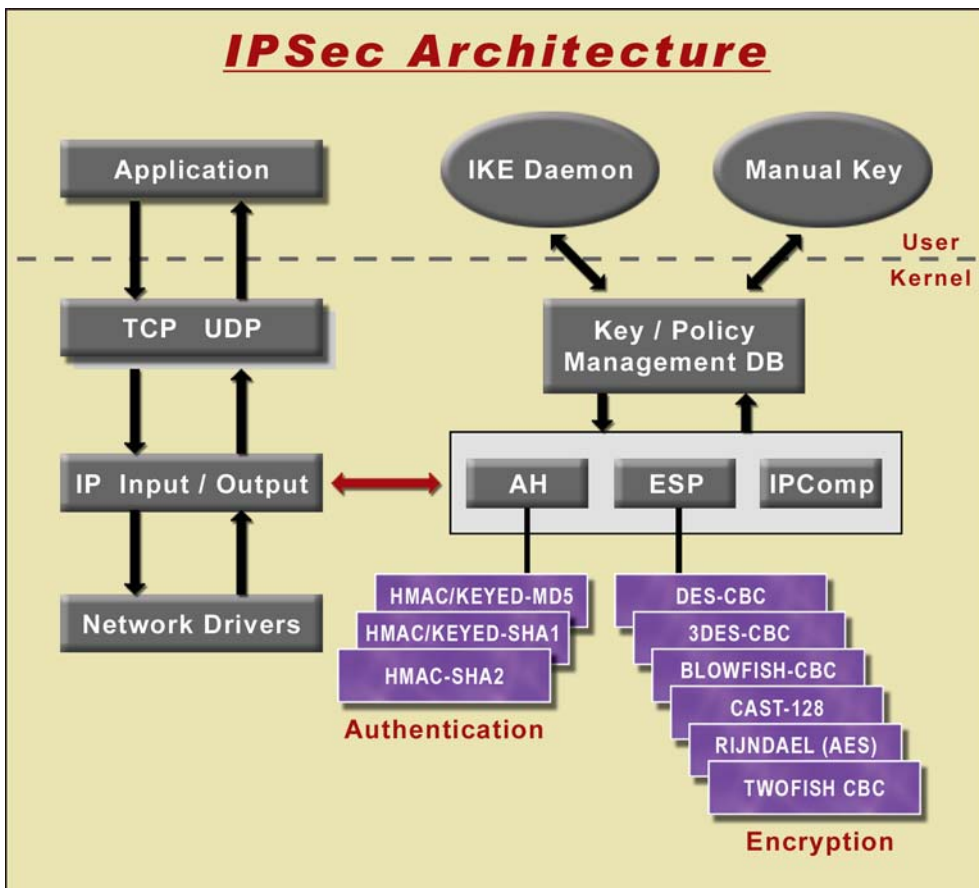 IPSec Architecture
Application
IKE Daemon
Manual Key
User
Kernel
TCP UDP
Key / Policy
Management DB
IP Input / Output
AH
ESP
IPComp
Network Drivers
HMAC/KEYED-MD5
HMAC/KEYED-SHA1
HMAC-SHA2
Authentication
DES-CBC
3DES-CBC
BLOWFISH-CBC
CAST-128
RIJNDAEL (AES)
TWOFISH CBC
Encryption